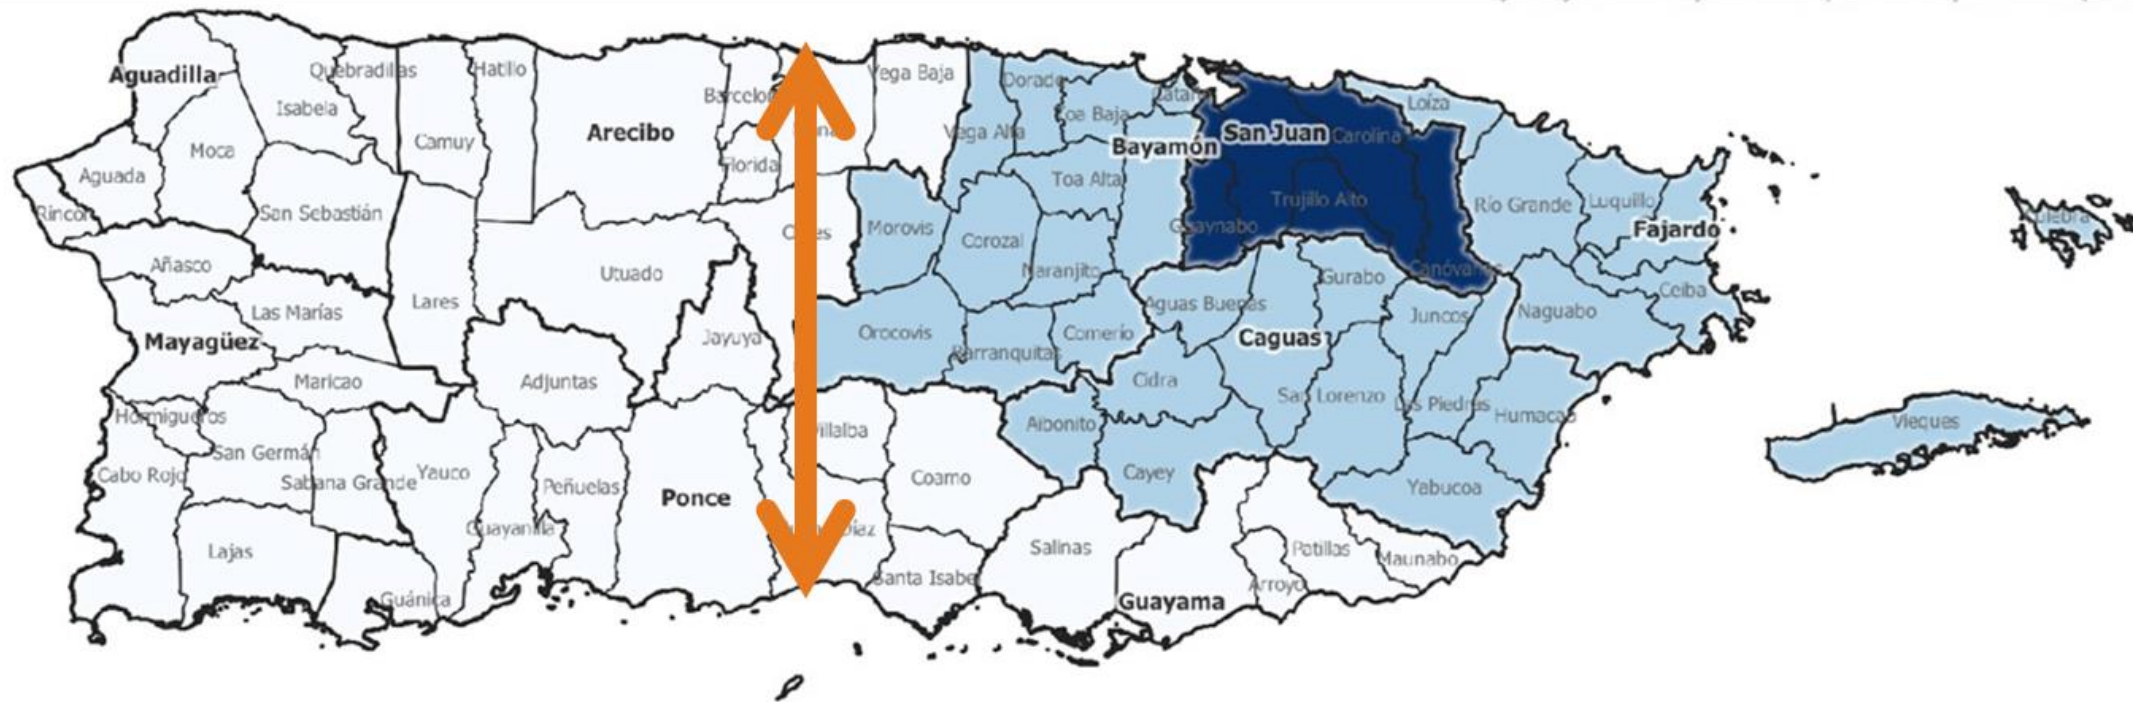 Aguadilla
Quebradillas
Hatillo
Isabela
Camuy
Arecibo
Vega Baja
Dorado
Toa Baja
Loíza
Vega Alta
Bayamón
San Juan
Carolina
Moca
Aguada
Rincón
San Sebastián
Florida
Toa Alta
Trujillo Alto
Guaynabo
Río Grande
Luquillo
Fajardo
Culebra
Añasco
Lares
Utuado
Morovis
Corozal
Naranjito
Gurabo
Canóvanas
Las Marías
Mayagüez
Jayuya
Orocovis
Barranquitas
Comerío
Aguas Buenas
Caguas
Juncos
Naguabo
Ceiba
Maricao
Adjuntas
Cidra
San Lorenzo
Las Piedras
Humacao
Hormigueros
San Germán
Sabana Grande
Cabo Rojo
Yauco
Peñuelas
Ponce
Villalba
Coamo
Aibonito
Cayey
Yabucoa
Vieques
Lajas
Guayanilla
Díaz
Salinas
Patillas
Maunabo
Guánica
Santa Isabe
Guayama
Arroyo